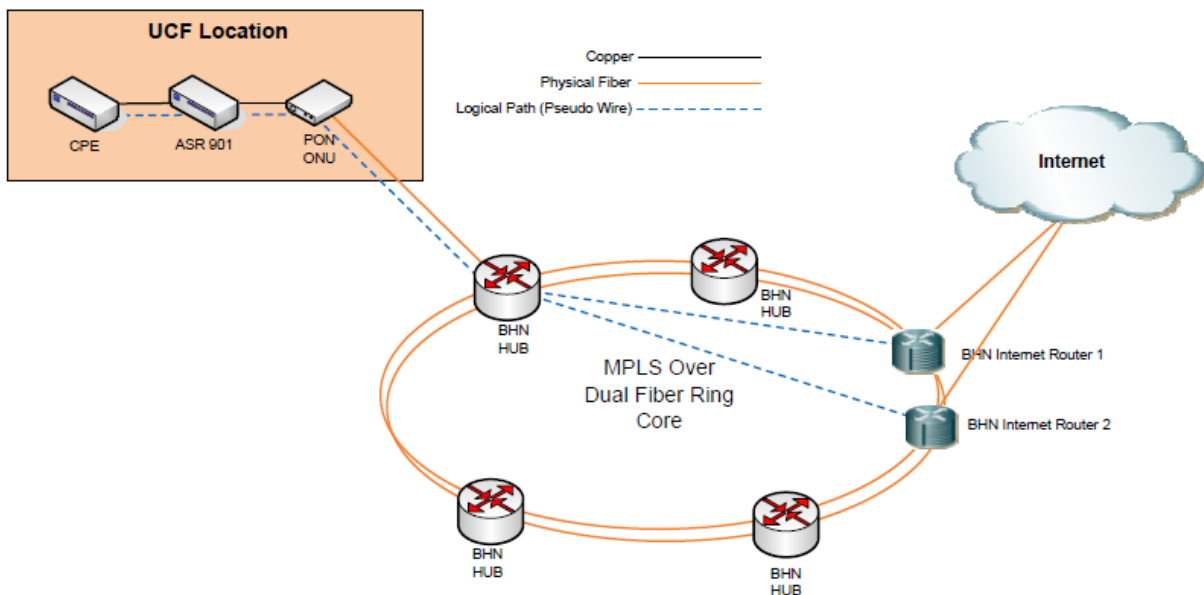 UCF Location
CPE
ASR 901
PON
ONU
Copper
Physical Fiber
Logical Path (Pseudo Wire)
Internet
BHN
HUB
BHN
HUB
BHN Internet Router 1
MPLS Over
Dual Fiber Ring
Core
BHN Internet Router 2
BHN
HUB
BHN
HUB